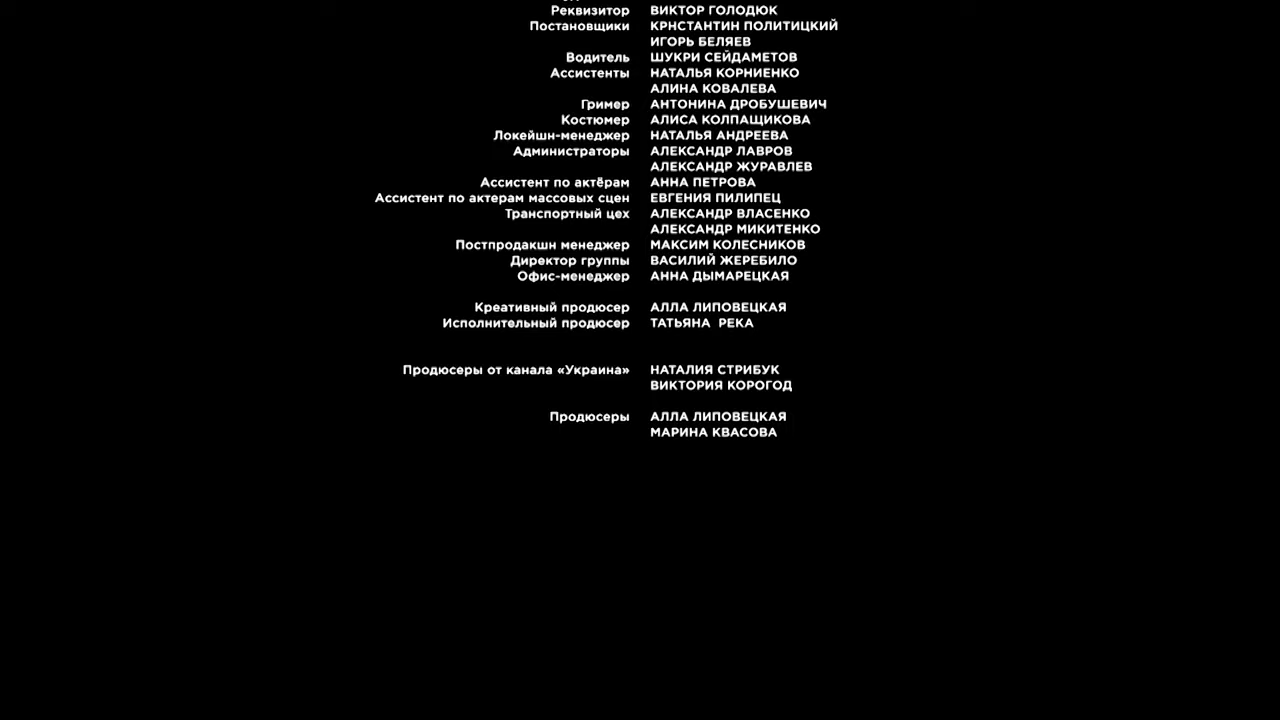 Реквизитор ВИКТОР ГОЛОДЮК
Постановщики КРНСТАНТИН ПОЛИТИЦКИЙ
ИГОРЬ БЕЛЯЕВ
Водитель ШУКРИ СЕЙДАМЕТОВ
Ассистенты НАТАЛЬЯ КОРНИЕНКО
АЛИНА КОВАЛЕВА
Гример АНТОНИНА ДРОБУШЕВИЧ
Костюмер АЛИСА КОЛПАЩИКОВА
Локейшн-менеджер НАТАЛЬЯ АНДРЕЕВА
Администраторы АЛЕКСАНДР ЛАВРОВ
АЛЕКСАНДР ЖУРАВЛЕВ
Ассистент по актёрам АННА ПЕТРОВА
Ассистент по актерам массовых сцен ЕВГЕНИЯ ПИЛИПЕЦ
Транспортный цех АЛЕКСАНДР ВЛАСЕНКО
АЛЕКСАНДР МИКИТЕНКО
Постпродакшн менеджер МАКСИМ КОЛЕСНИКОВ
Директор группы ВАСИЛИЙ ЖЕРЕБИЛО
Офис-менеджер АННА ДЫМАРЕЦКАЯ
Креативный продюсер АЛЛА ЛИПОВЕЦКАЯ
Исполнительный продюсер ТАТЬЯНА РЕКА
Продюсеры от канала «Украина» НАТАЛИЯ СТРИБУК
ВИКТОРИЯ КОРОГОД
Продюсеры АЛЛА ЛИПОВЕЦКАЯ
МАРИНА КВАСОВА